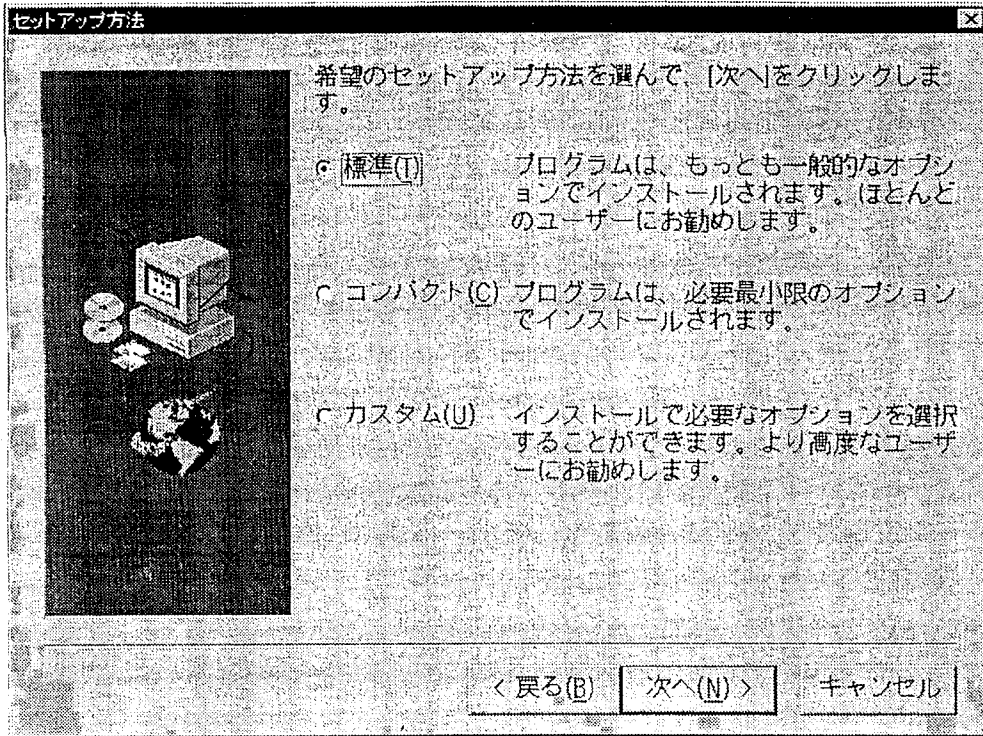 セットアップ方法
希望のセットアップ方法を選んで、[次へ]をクリックしま
す。
標準(T)
プログラムは、もっとも一般的なオプシ
ョンでインストールされます。ほとんど
のユーザーにお勧めします。
コンパクト(C)
プログラムは、必要最小限のオプション
でインストールされます。
カスタム(U)
インストールで必要なオプションを選択
することができます。より高度なユーザ
ーにお勧めします。
< 戻る(B)
次へ(N) >
キャンセル